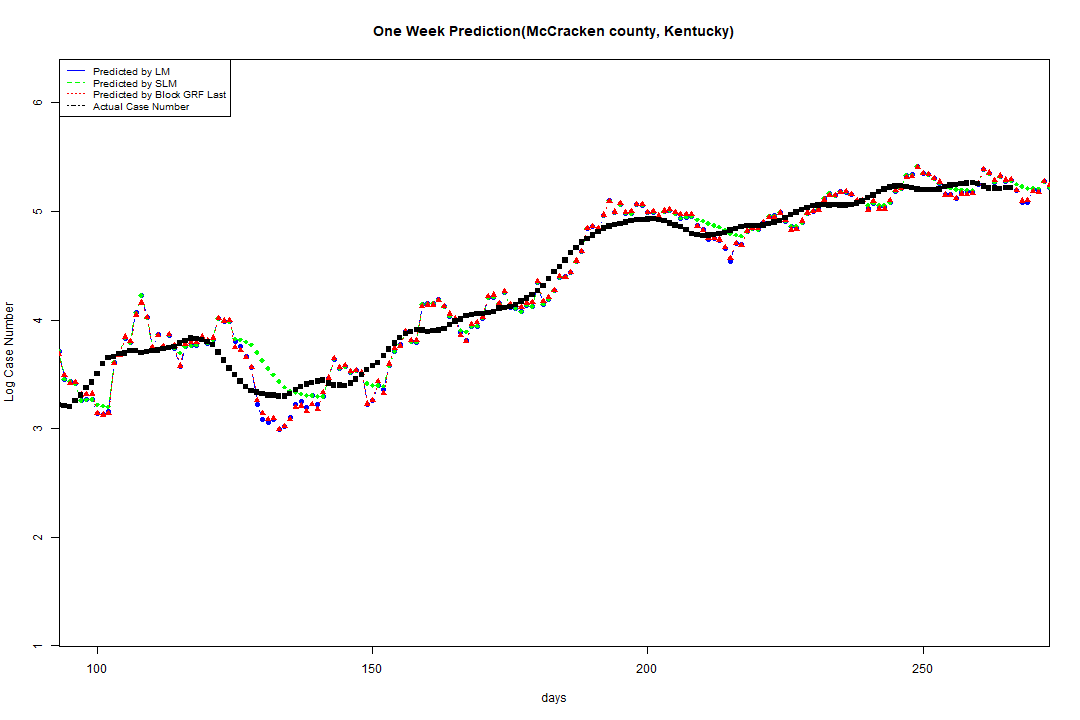 One Week Prediction(McCracken county, Kentucky)
Predicted by LM
Predicted by SLM
Predicted by Block GRF Last
Actual Case Number
6
5
4
3
2
1
Log Case Number
100 150 200 250
days